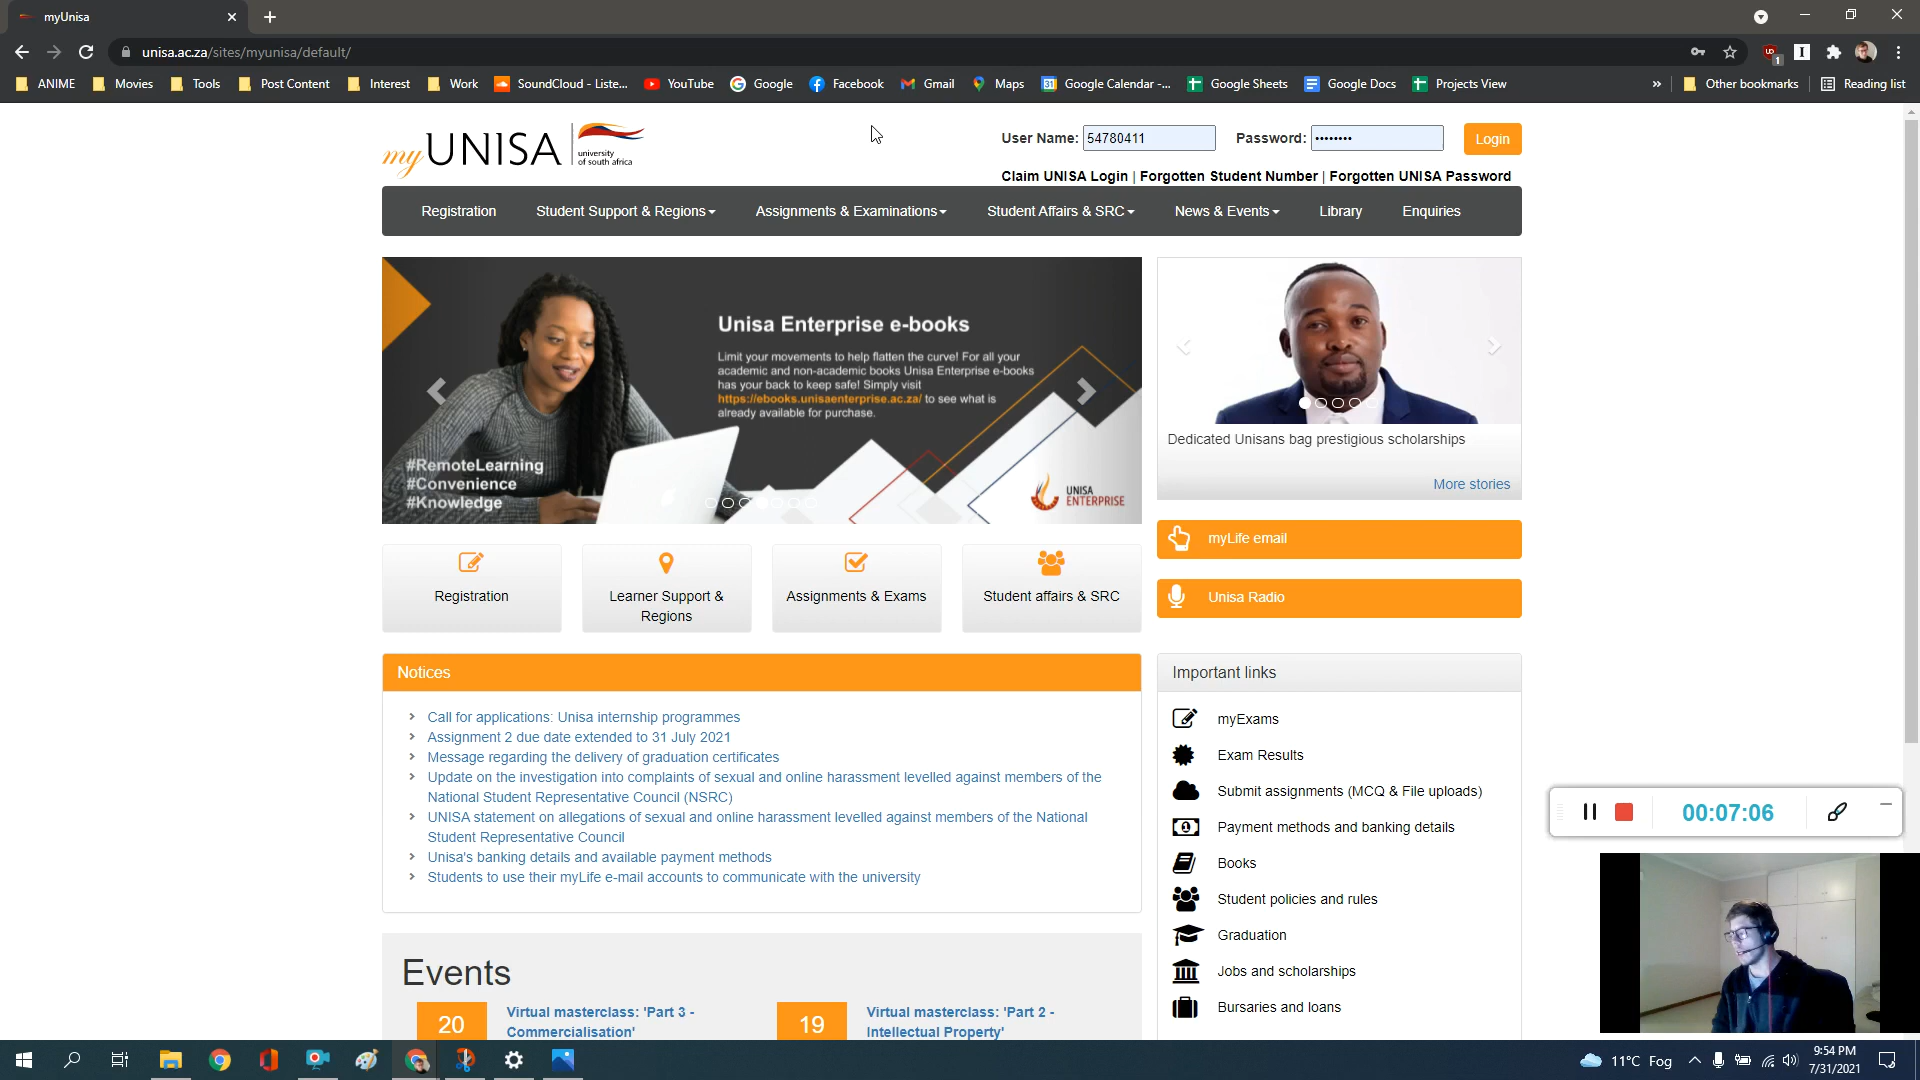 myUnisa
unisa.ac.za/sites/myunisa/default/
ANIME Movies Tools Post Content Interest Work SoundCloud - Liste... YouTube Google Facebook Gmail Maps Google Calendar -... Google Sheets Google Docs Projects View » Other bookmarks Reading list
myUNISA university
of south africa
User Name: 54780411 Password: •••••••• Login
Claim UNISA Login | Forgotten Student Number | Forgotten UNISA Password
Registration Student Support & Regions Assignments & Examinations Student Affairs & SRC News & Events Library Enquiries
Unisa Enterprise e-books
Limit your movements to help flatten the curve! For all your
academic and non-academic books Unisa Enterprise e-books
has your back to keep safe! Simply visit
https://ebooks.unisaenterprise.ac.za/ to see what is
already available for purchase.
#RemoteLearning
#Convenience
#Knowledge
UNISA
ENTERPRISE
Dedicated Unisans bag prestigious scholarships
More stories
myLife email
Unisa Radio
Registration
Learner Support &
Regions
Assignments & Exams
Student affairs & SRC
Notices
Call for applications: Unisa internship programmes
Assignment 2 due date extended to 31 July 2021
Message regarding the delivery of graduation certificates
Update on the investigation into complaints of sexual and online harassment levelled against members of the
National Student Representative Council (NSRC)
UNISA statement on allegations of sexual and online harassment levelled against members of the National
Student Representative Council
Unisa's banking details and available payment methods
Students to use their myLife e-mail accounts to communicate with the university
Important links
myExams
Exam Results
Submit assignments (MCQ & File uploads)
Payment methods and banking details
Books
Student policies and rules
Graduation
Jobs and scholarships
Bursaries and loans
Events
20 Virtual masterclass: 'Part 3 -
Commercialisation'
19 Virtual masterclass: 'Part 2 -
Intellectual Property'
00:07:06
11°C Fog
9:54 PM
7/31/2021